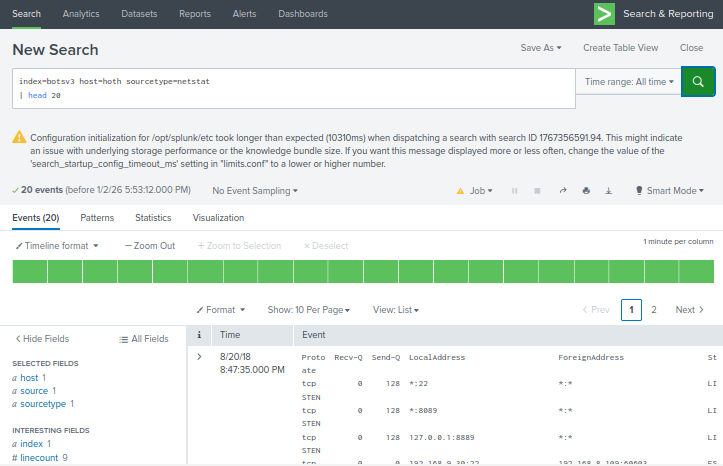 Search Analytics Datasets Reports Alerts Dashboards Search & Reporting
New Search Save As Create Table View Close
index=botsv3 host=hoth sourcetype=netstat
| head 20
Time range: All time
Configuration initialization for /opt/splunk/etc took longer than expected (10310ms) when dispatching a search with search ID 1767356591.94. This might indicate
an issue with underlying storage performance or the knowledge bundle size. If you want this message displayed more or less often, change the value of the
'search_startup_config_timeout_ms' setting in "limits.conf" to a lower or higher number.
20 events (before 1/2/26 5:53:12.000 PM) No Event Sampling Job Smart Mode
Events (20) Patterns Statistics Visualization
Timeline format — Zoom Out + Zoom to Selection × Deselect 1 minute per column
Format Show: 10 Per Page View: List < Prev 1 2 Next >
< Hide Fields All Fields i Time Event
SELECTED FIELDS
a host 1
a source 1
a sourcetype 1
INTERESTING FIELDS
a index 1
# linecount 9
> 8/20/18
8:47:35.000 PM
Proto Recv-Q Send-Q LocalAddress ForeignAddress St
ate
tcp 0 128 *:22 *:* LI
STEN
tcp 0 128 *:8089 *:* LI
STEN
tcp 0 128 127.0.0.1:8889 *:* LI
STEN
tcp 0 0 192.168.9.30:22 192.168.8.109:60603 ES